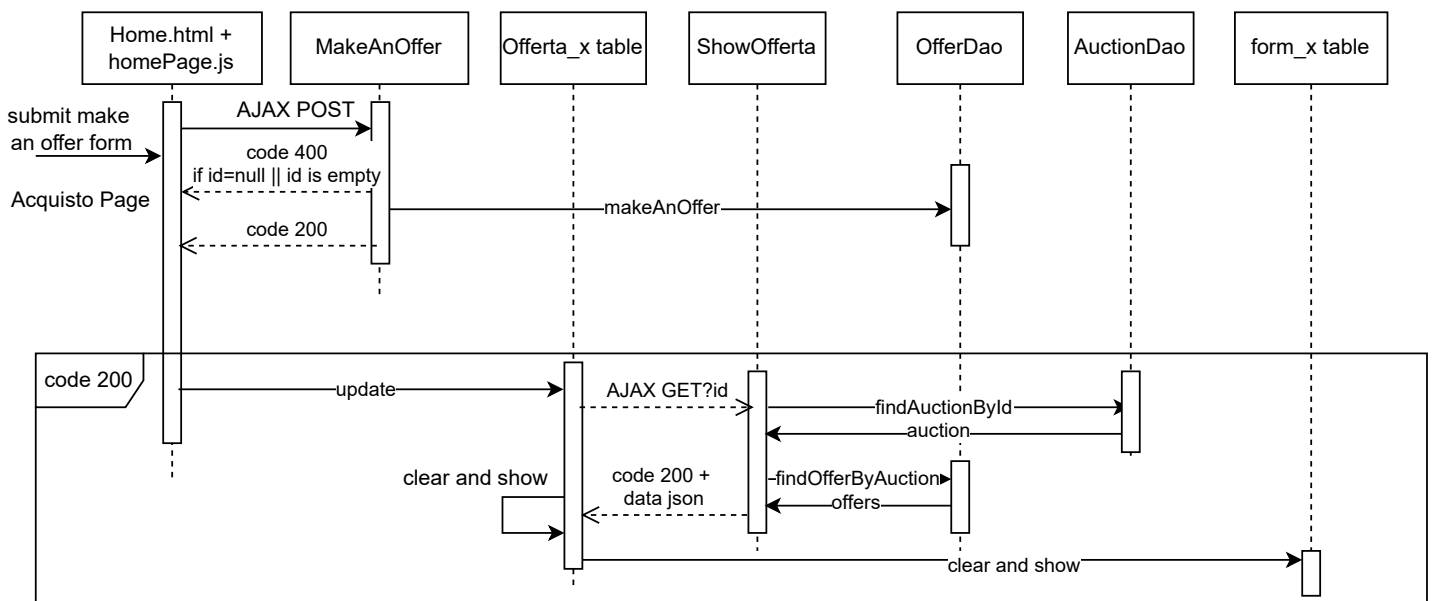 Home.html +
homePage.js
MakeAnOffer
Offerta_x table
ShowOfferta
OfferDao
AuctionDao
form_x table
submit make
an offer form
AJAX POST
code 400
if id=null || id is empty
Acquisto Page
makeAnOffer
code 200
code 200
update
AJAX GET?id
findAuctionById
auction
clear and show
code 200 +
data json
findOfferByAuction
offers
clear and show